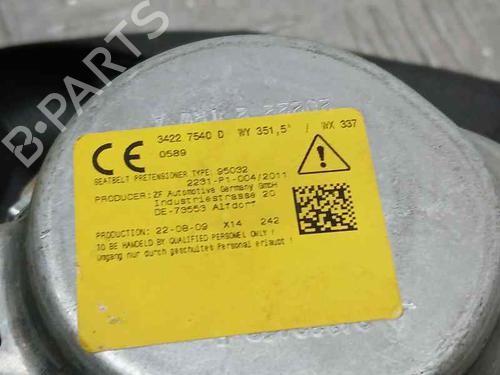 3422 7540 D WY 351,5° / WX 337
CE 0589
SEATBELT PRETENSIONER TYPE: 95032
2231-P1-004/2011
PRODUCER: ZF Automotive Germany GmbH
Industriestrasse 20
DE-73553 Alfdorf
PRODUCTION: 22-08-09 X14 242
TO BE HANDELD BY QUALIFIED PERSONEL ONLY !
Umgang nur durch geschultes Personal erlaubt !
B-PARTS